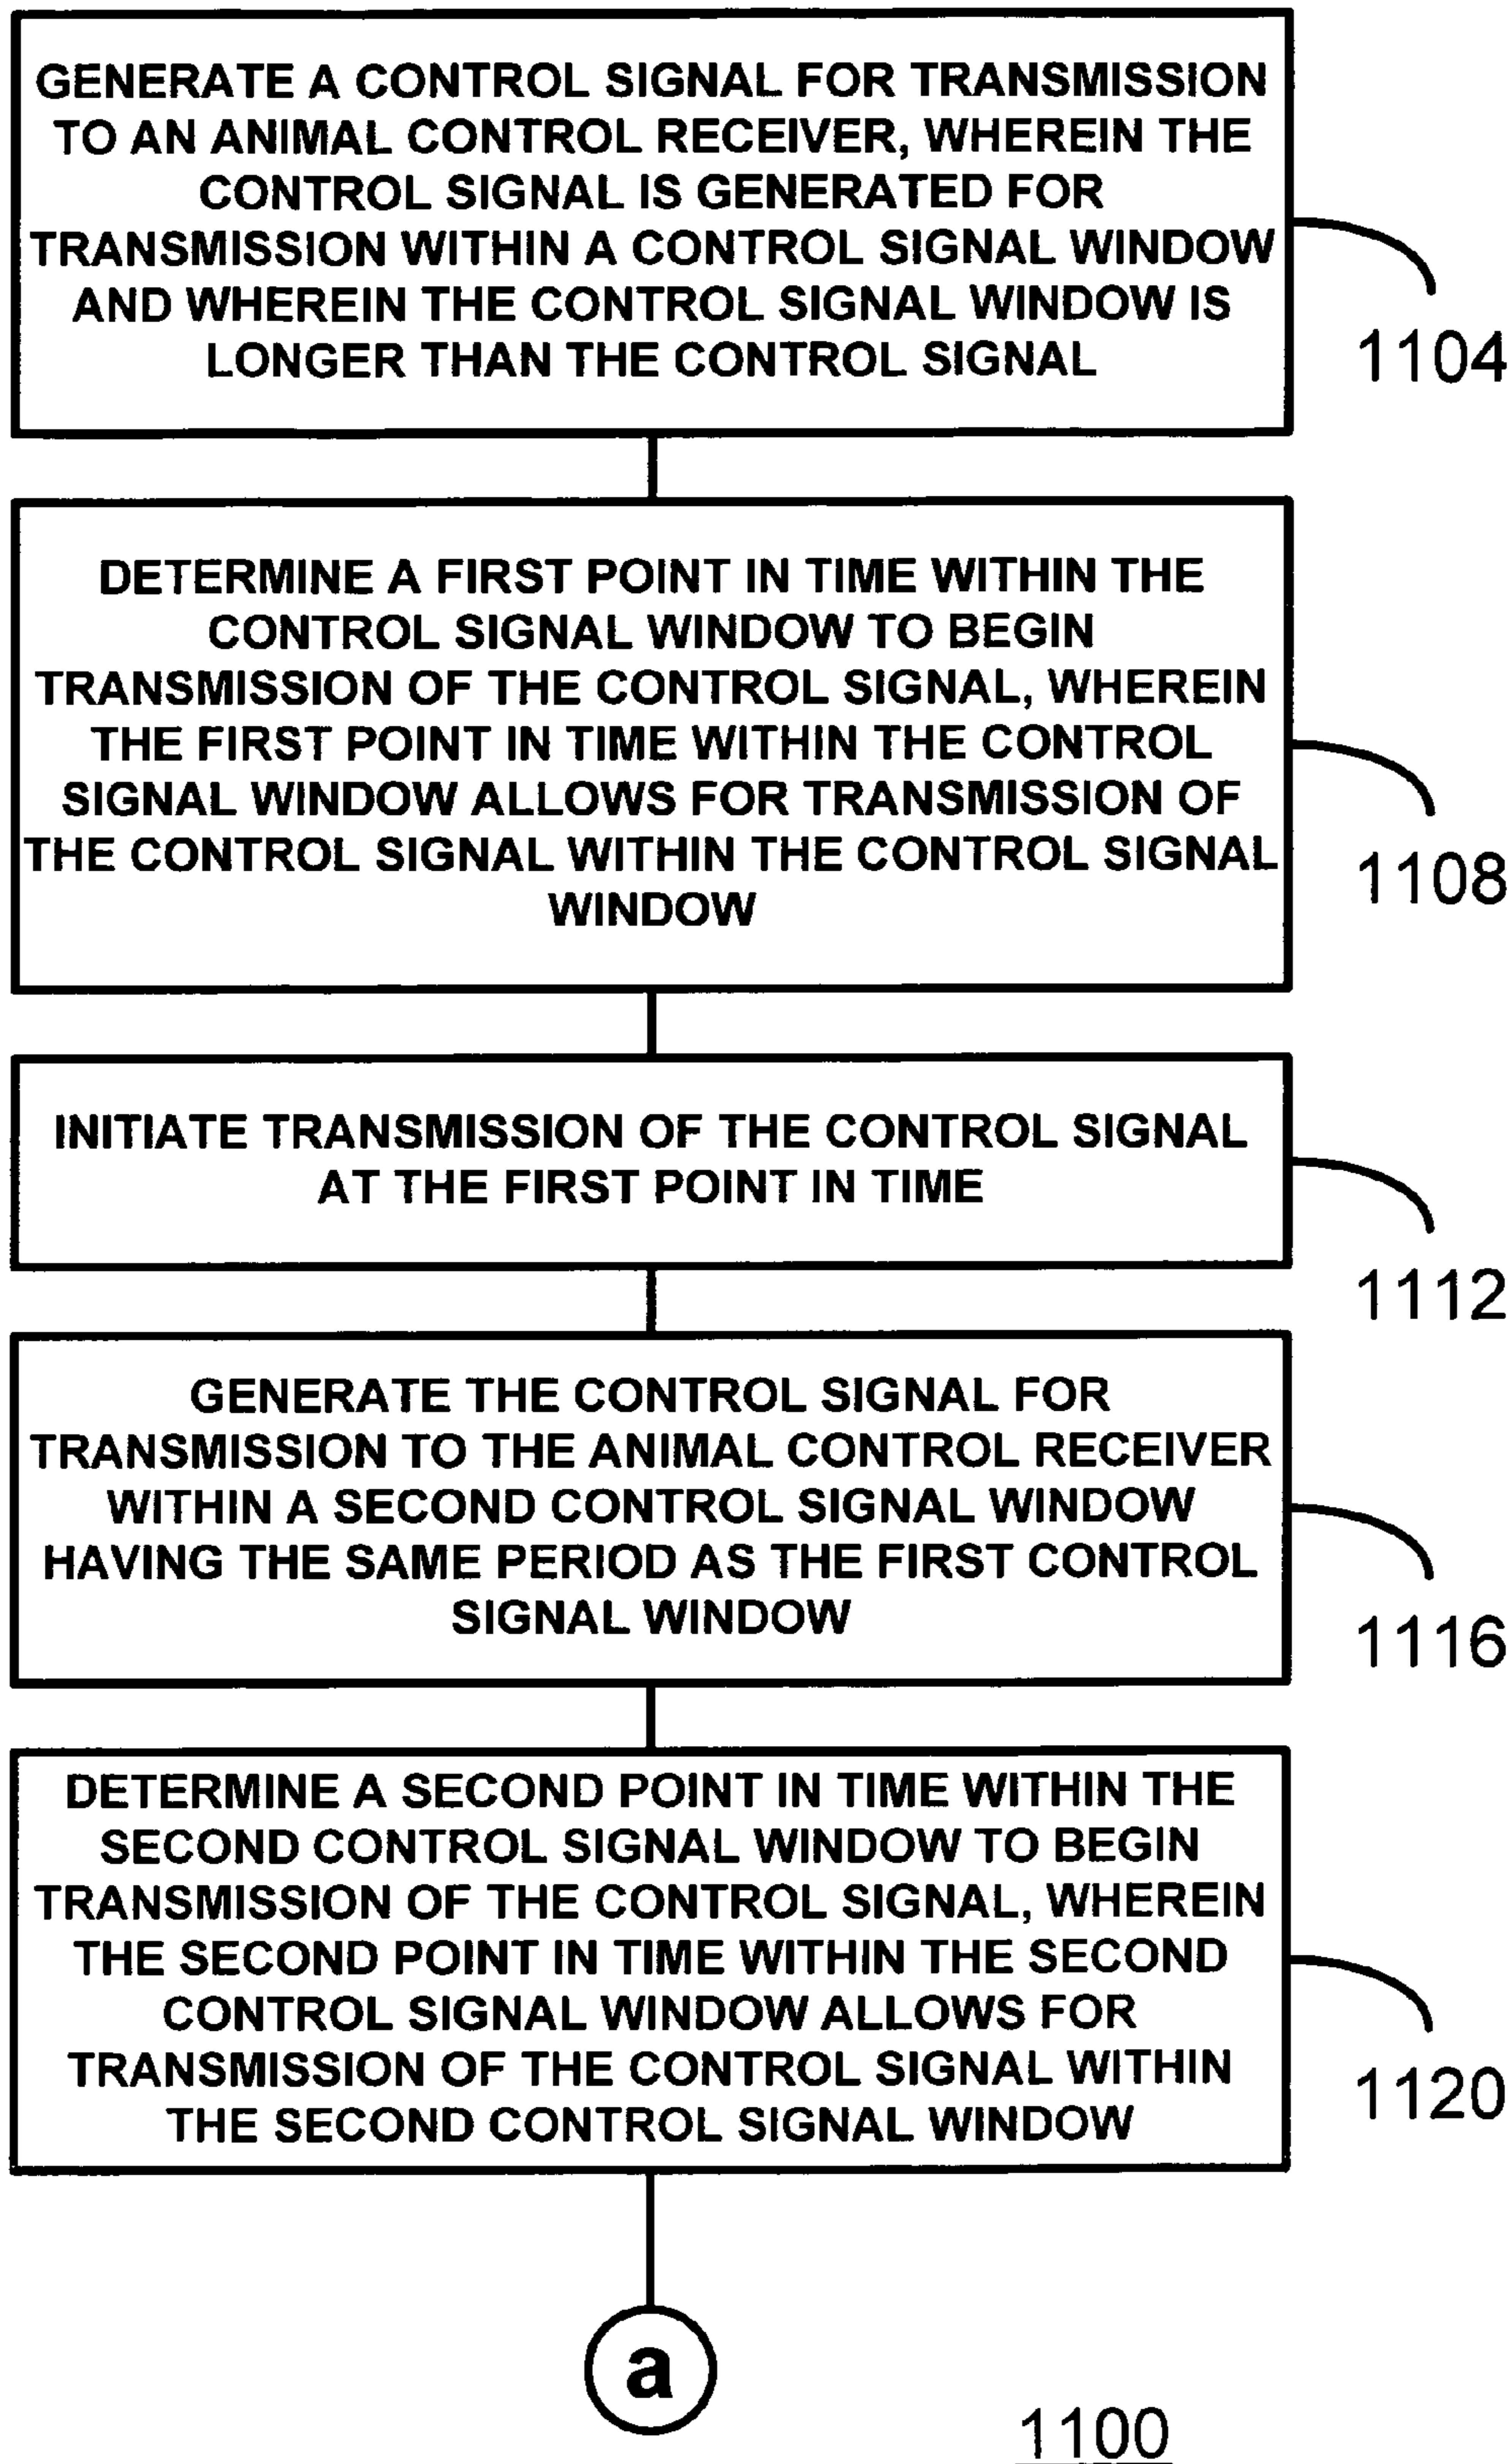 GENERATE A CONTROL SIGNAL FOR TRANSMISSION
TO AN ANIMAL CONTROL RECEIVER, WHEREIN THE
CONTROL SIGNAL IS GENERATED FOR
TRANSMISSION WITHIN A CONTROL SIGNAL WINDOW
AND WHEREIN THE CONTROL SIGNAL WINDOW IS
LONGER THAN THE CONTROL SIGNAL
1104
DETERMINE A FIRST POINT IN TIME WITHIN THE
CONTROL SIGNAL WINDOW TO BEGIN
TRANSMISSION OF THE CONTROL SIGNAL, WHEREIN
THE FIRST POINT IN TIME WITHIN THE CONTROL
SIGNAL WINDOW ALLOWS FOR TRANSMISSION OF
THE CONTROL SIGNAL WITHIN THE CONTROL SIGNAL
WINDOW
1108
INITIATE TRANSMISSION OF THE CONTROL SIGNAL
AT THE FIRST POINT IN TIME
1112
GENERATE THE CONTROL SIGNAL FOR
TRANSMISSION TO THE ANIMAL CONTROL RECEIVER
WITHIN A SECOND CONTROL SIGNAL WINDOW
HAVING THE SAME PERIOD AS THE FIRST CONTROL
SIGNAL WINDOW
1116
DETERMINE A SECOND POINT IN TIME WITHIN THE
SECOND CONTROL SIGNAL WINDOW TO BEGIN
TRANSMISSION OF THE CONTROL SIGNAL, WHEREIN
THE SECOND POINT IN TIME WITHIN THE SECOND
CONTROL SIGNAL WINDOW ALLOWS FOR
TRANSMISSION OF THE CONTROL SIGNAL WITHIN
THE SECOND CONTROL SIGNAL WINDOW
1120
a
1100